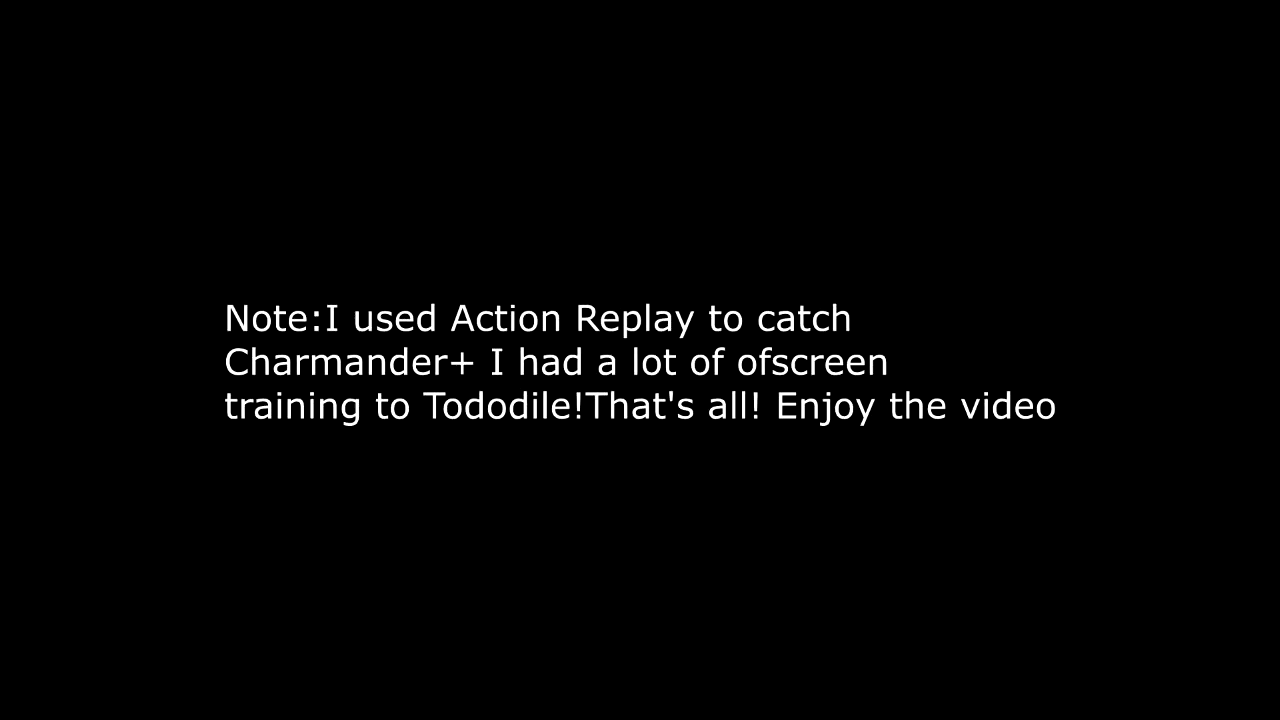 Note:I used Action Replay to catch
Charmander+ I had a lot of ofscreen
training to Tododile!That's all! Enjoy the video